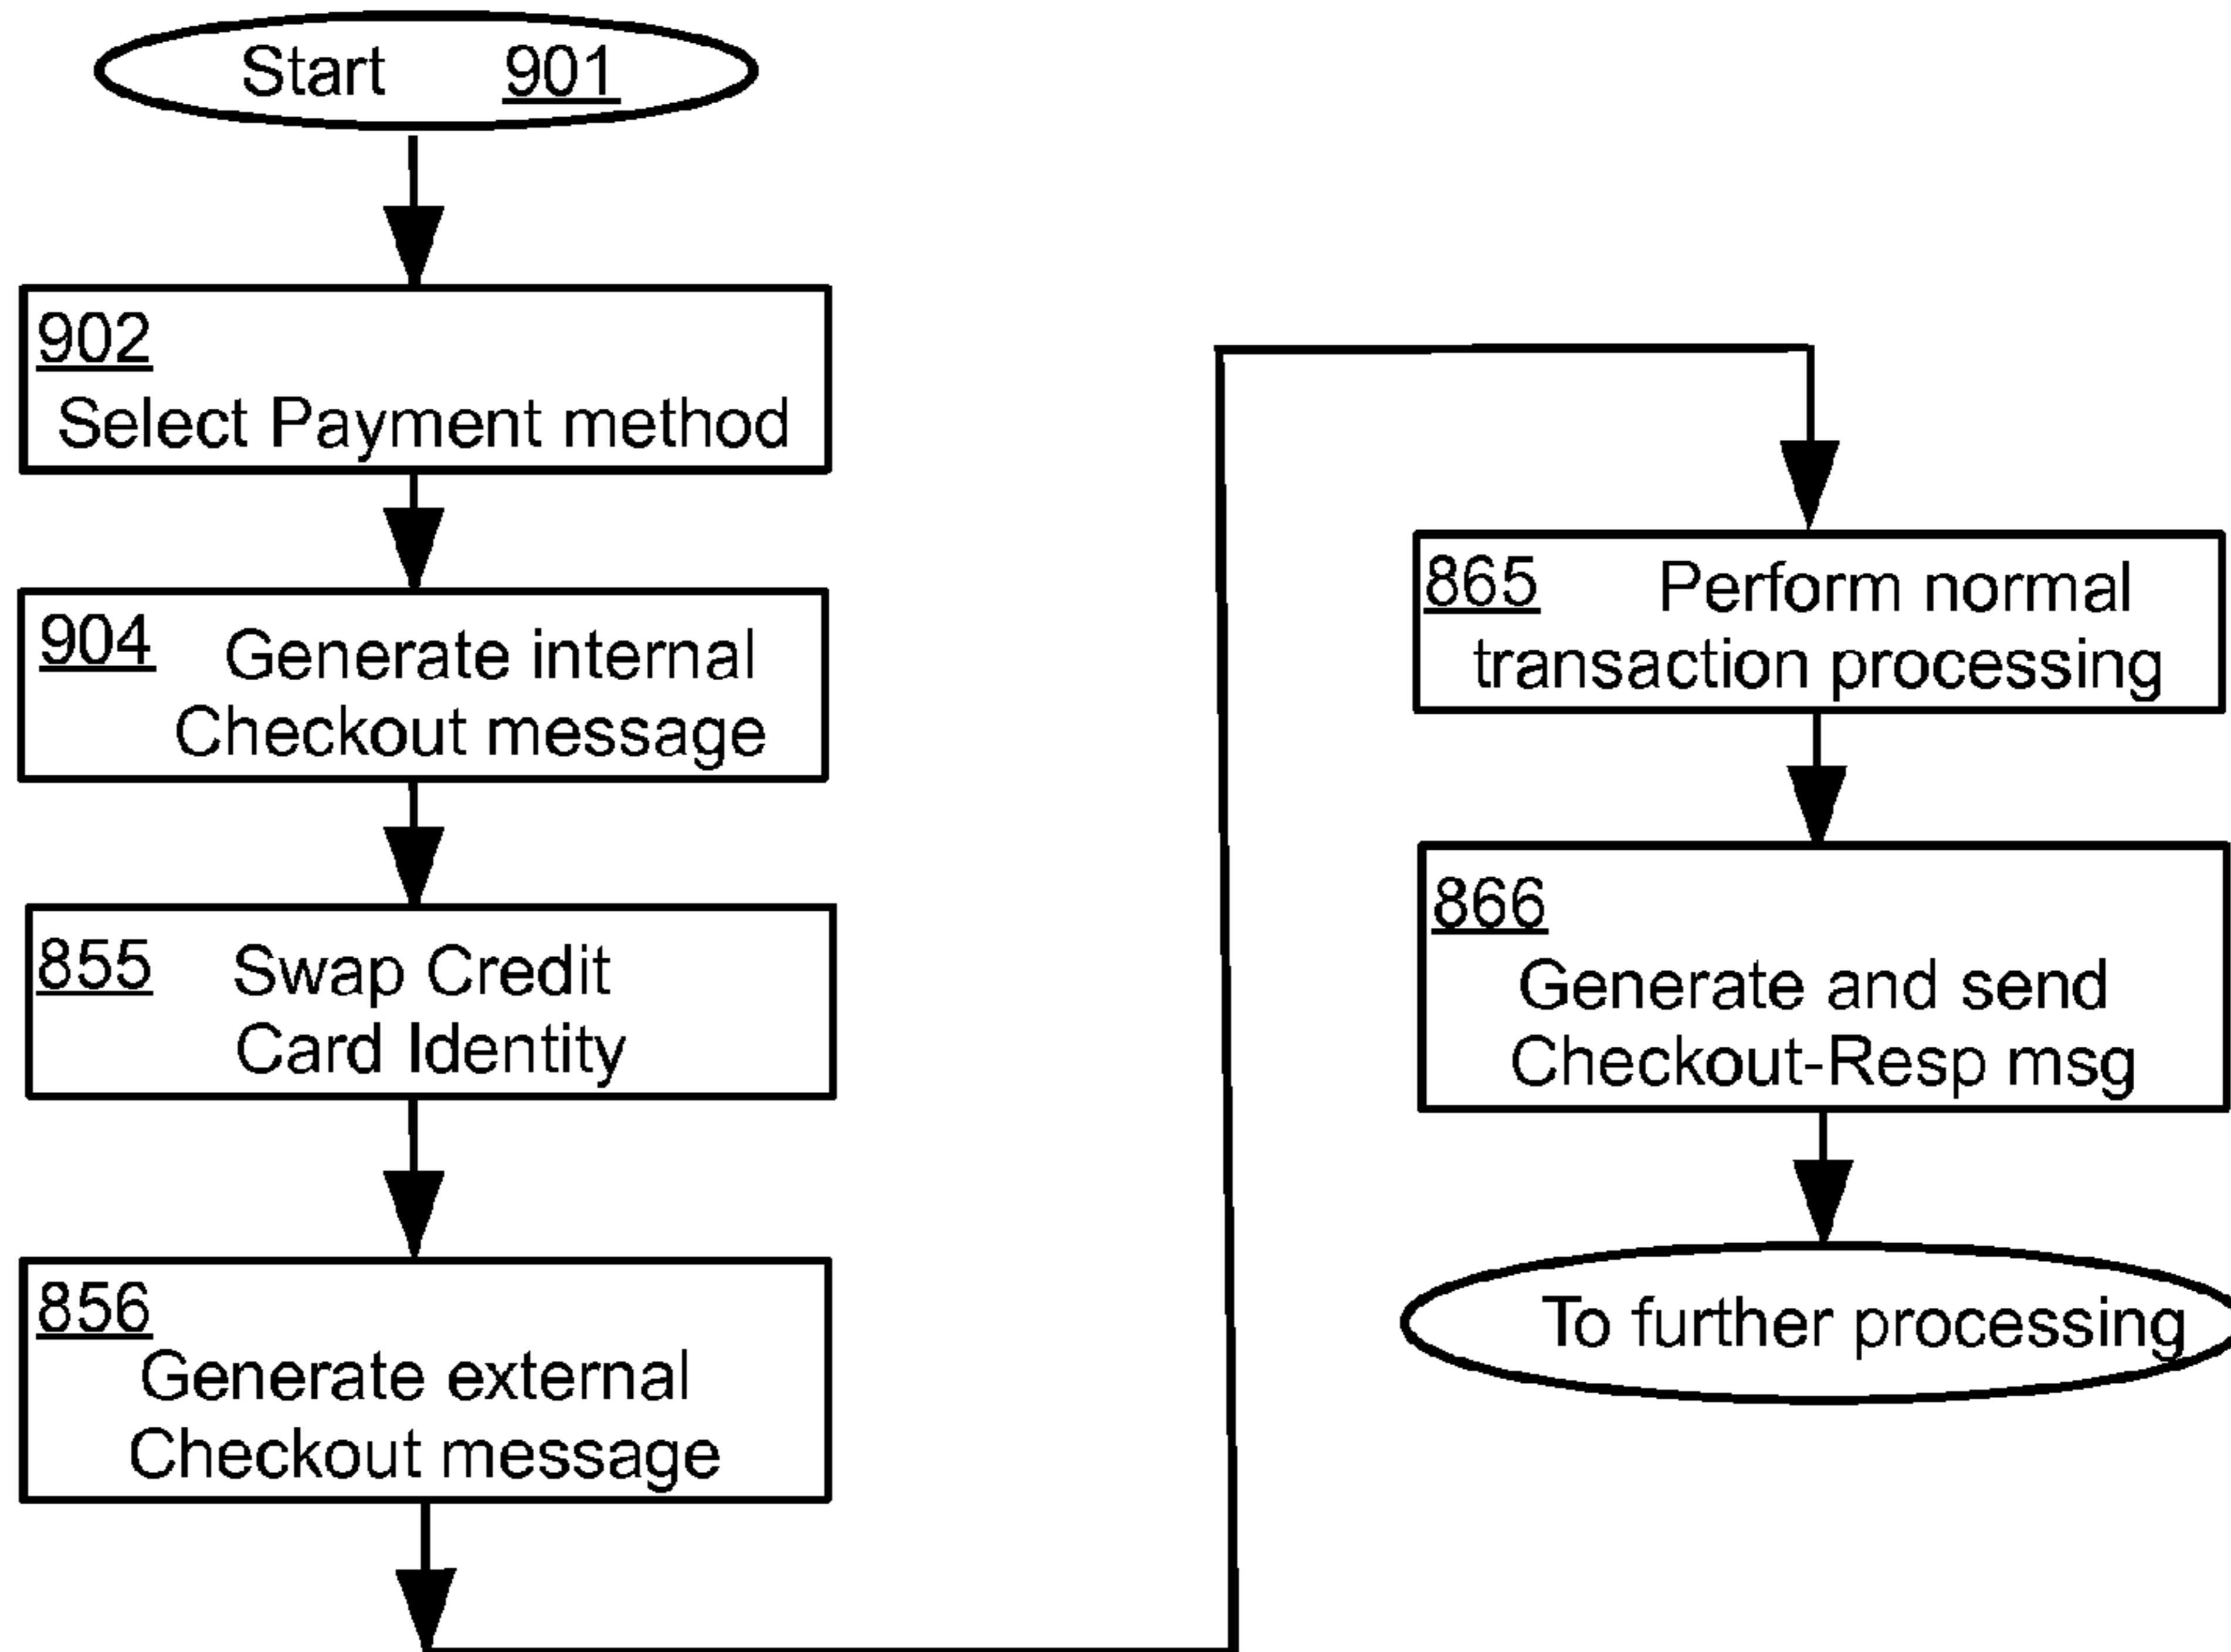 Start 901
902
Select Payment method
904 Generate internal
Checkout message
855 Swap Credit
Card Identity
856
Generate external
Checkout message
865 Perform normal
transaction processing
866
Generate and send
Checkout-Resp msg
To further processing